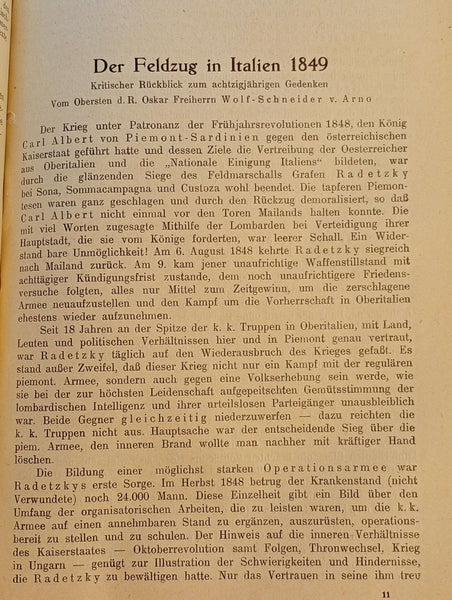 Der Feldzug in Italien 1849
Kritischer Rückblick zum achtzigjährigen Gedenken
Vom Obersten d. R. Oskar Freiherrn Wolf-Schneider v. Arno
Der Krieg unter Patronanz der Frühjahrsrevolutionen 1848, den König
Carl Albert von Piemont-Sardinien gegen den österreichischen
Kaiserstaat geführt hatte und dessen Ziele die Vertreibung der Oesterreicher
aus Oberitalien und die „Nationale Einigung Italiens“ bildeten, war
durch die glänzenden Siege des Feldmarschalls Grafen Radetzky
bei Sona, Sommacampagna und Custoza wohl beendet. Die tapferen Piemon-
tesen waren ganz geschlagen und durch den Rückzug demoralisiert, so daß
Carl Albert nicht einmal vor den Toren Mailands halten konnte. Die
mit viel Worten zugesagte Mithilfe der Lombarden bei Verteidigung ihrer
Hauptstadt, die sie vom Könige forderten, war leerer Schall. Ein Wider-
stand bare Unmöglichkeit! Am 6. August 1848 kehrte Radetzky siegreich
nach Mailand zurück. Am 9. kam jener unaufrichtige Waffenstillstand mit
achttägiger Kündigungsfrist zustande, dem noch unaufrichtigere Friedens-
versuche folgten, alles nur Mittel zum Zeitgewinn, um die zerschlagene
Armee neuaufzustellen und den Kampf um die Vorherrschaft in Oberitalien
ehestens wieder aufzunehmen.
Seit 18 Jahren an der Spitze der k. k. Truppen in Oberitalien, mit Land,
Leuten und politischen Verhältnissen hier und in Piemont genau vertraut,
war Radetzky täglich auf den Wiederausbruch des Krieges gefaßt. Es
stand außer Zweifel, daß dieser Krieg nicht nur ein Kampf mit der regulären
piemont. Armee, sondern auch gegen eine Volkserhebung sein werde, wie
sie bei der zur höchsten Leidenschaft aufgepeitschten Gemütsstimmung der
lombardischen Intelligenz und ihrer urteilslosen Parteigänger unausbleiblich
war. Beide Gegner gleichzeitig niederzuwerfen — dazu reichten die
k. k. Truppen nicht aus. Hauptsache war der entscheidende Sieg über die
piem. Armee, den inneren Brand wollte man nachher mit kräftiger Hand
löschen.
Die Bildung einer möglichst starken Operationsarmee war
Radetzkys erste Sorge. Im Herbst 1848 betrug der Krankenstand (nicht
Verwundete) noch 24.000 Mann. Diese Einzelheit gibt ein Bild über den
Umfang der organisatorischen Arbeiten, die zu leisten waren, um die k. k.
Armee auf einen annehmbaren Stand zu ergänzen, auszurüsten, operations-
bereit zu stellen und zu schulen. Der Hinweis auf die inneren Verhältnisse
des Kaiserstaates — Oktoberrevolution samt Folgen, Thronwechsel, Krieg
in Ungarn — genügt zur Illustration der Schwierigkeiten und Hindernisse,
die Radetzky zu bewältigen hatte. Nur das Vertrauen in seine ihm treu
11